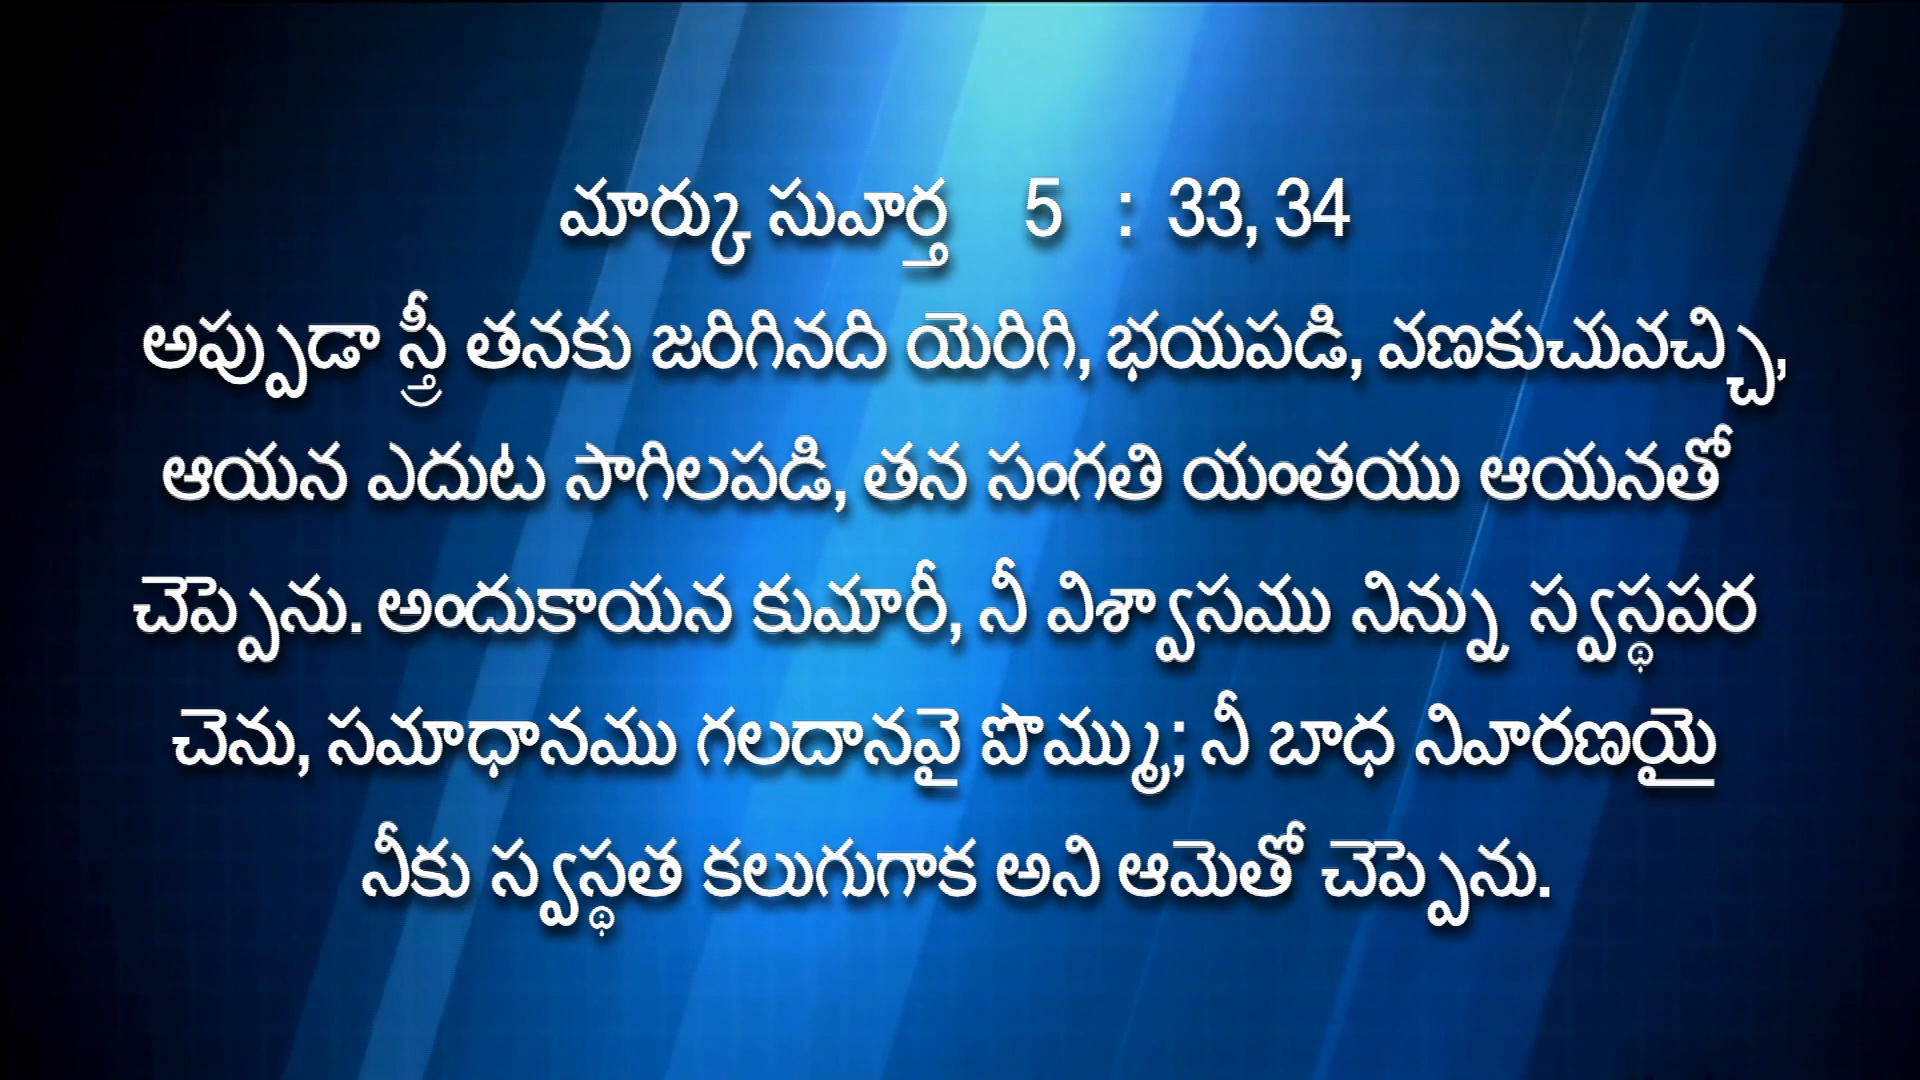 మార్కు సువార్త 5 : 33, 34
అప్పుడా స్త్రీ తనకు జరిగినది యెరిగి, భయపడి, వణకుచువచ్చి,
ఆయన ఎదుట సాగిలపడి, తన సంగతి యంతయు ఆయనతో
చెప్పెను. అందుకాయన కుమారీ, నీ విశ్వాసము నిన్ను స్వస్థపర
చెను, సమాధానము గలదానవై పొమ్ము; నీ బాధ నివారణయై
నీకు స్వస్థత కలుగుగాక అని ఆమెతో చెప్పెను.